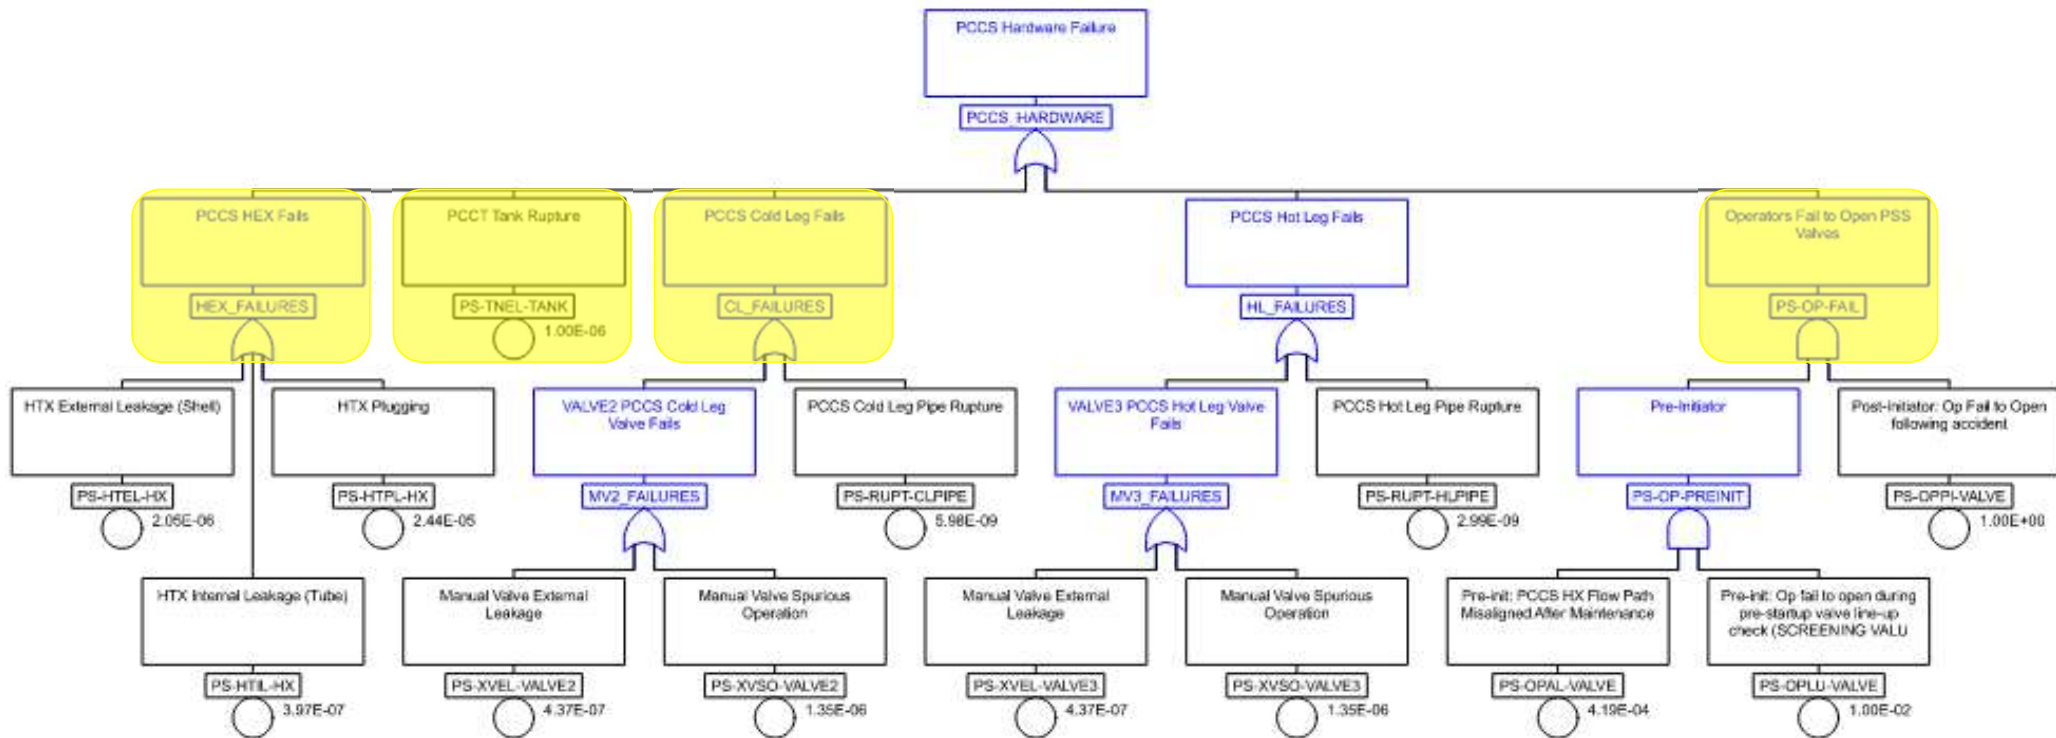 PCCS Hardware Failure
PCCS_HARDWARE
PCCS HEX Fails
HEX_FAILURES
PCCT Tank Rupture
PS-TNEL-TANK
1.00E-06
PCCS Cold Leg Fails
CL_FAILURES
PCCS Hot Leg Fails
HL_FAILURES
Operators Fail to Open PSS
Valves
PS-OP-FAIL
HTX External Leakage (Shell)
PS-HTEL-HX
2.05E-06
HTX Plugging
PS-HTPL-HX
2.44E-05
VALVE2 PCCS Cold Leg
Valve Fails
MV2_FAILURES
PCCS Cold Leg Pipe Rupture
PS-RUPT-CLPIPE
5.98E-09
VALVE3 PCCS Hot Leg Valve
Fails
MV3_FAILURES
PCCS Hot Leg Pipe Rupture
PS-RUPT-HLPIPE
2.99E-09
Pre-Initiator
PS-OP-PREINIT
Post-Initiator: Op Fail to Open
following accident
PS-OPPI-VALVE
1.00E+00
HTX Internal Leakage (Tube)
PS-HTIL-HX
3.97E-07
Manual Valve External
Leakage
PS-XVEL-VALVE2
4.37E-07
Manual Valve Spurious
Operation
PS-XVSO-VALVE2
1.35E-06
Manual Valve External
Leakage
PS-XVEL-VALVE3
4.37E-07
Manual Valve Spurious
Operation
PS-XVSO-VALVE3
1.35E-06
Pre-init: PCCS HX Flow Path
Misaligned After Maintenance
PS-OPAL-VALVE
4.19E-04
Pre-init: Op fail to open during
pre-startup valve line-up
check (SCREENING VALU
PS-OPLU-VALVE
1.00E-02